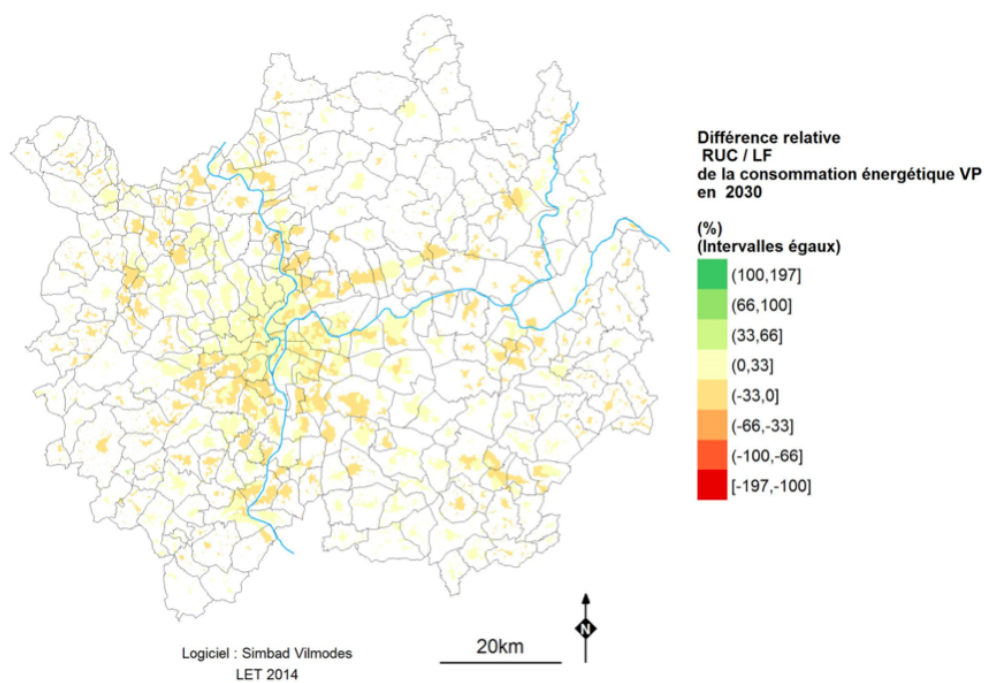 Différence relative
RUC / LF
de la consommation énergétique VP
en 2030
(%)
(Intervalles égaux)
(100,197]
(66,100]
(33,66]
(0,33]
(-33,0]
(-66,-33]
(-100,-66]
[-197,-100]
N
20km
Logiciel : Simbad Vilmodes
LET 2014